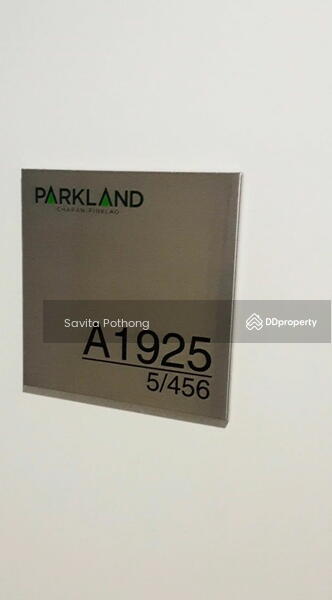 PARKLAND
CHARAN-PINKLAO
Savita Pothong
DDproperty
A1925
5/456